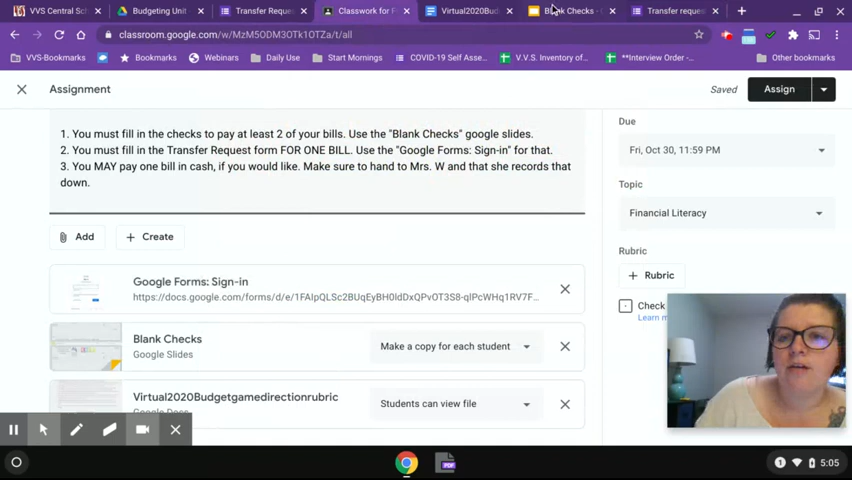 VVS Central Sch
Budgeting Unit
Transfer Reques
Classwork for F
Virtual2020Bud
Blank Checks - G
Transfer reques
classroom.google.com/w/MzM5ODM3OTk1OTZa/t/all
VVS-Bookmarks
Bookmarks
Webinars
Daily Use
Start Mornings
COVID-19 Self Asse...
V.V.S. Inventory of...
**Interview Order -...
Other bookmarks
Assignment
Saved
Assign
1. You must fill in the checks to pay at least 2 of your bills. Use the "Blank Checks" google slides.
2. You must fill in the Transfer Request form FOR ONE BILL. Use the "Google Forms: Sign-in" for that.
3. You MAY pay one bill in cash, if you would like. Make sure to hand to Mrs. W and that she records that
down.
Add
Create
Google Forms: Sign-in
https://docs.google.com/forms/d/e/1FAIpQLSc2BUqEyBH0ldDxQPvOT3S8-qIPcWHq1RV7F...
Blank Checks
Google Slides
Make a copy for each student
Virtual2020Budgetgamedirectionrubric
Google Docs
Students can view file
Due
Fri, Oct 30, 11:59 PM
Topic
Financial Literacy
Rubric
Rubric
Check
Learn m
PDF
1
5:05